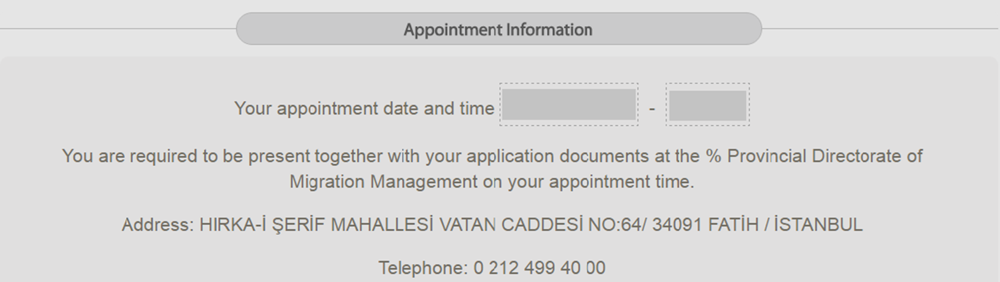 Appointment Information
Your appointment date and time -
You are required to be present together with your application documents at the % Provincial Directorate of
Migration Management on your appointment time.
Address: HIRKA-İ ŞERİF MAHALLESİ VATAN CADDESİ NO:64/ 34091 FATİH / İSTANBUL
Telephone: 0 212 499 40 00